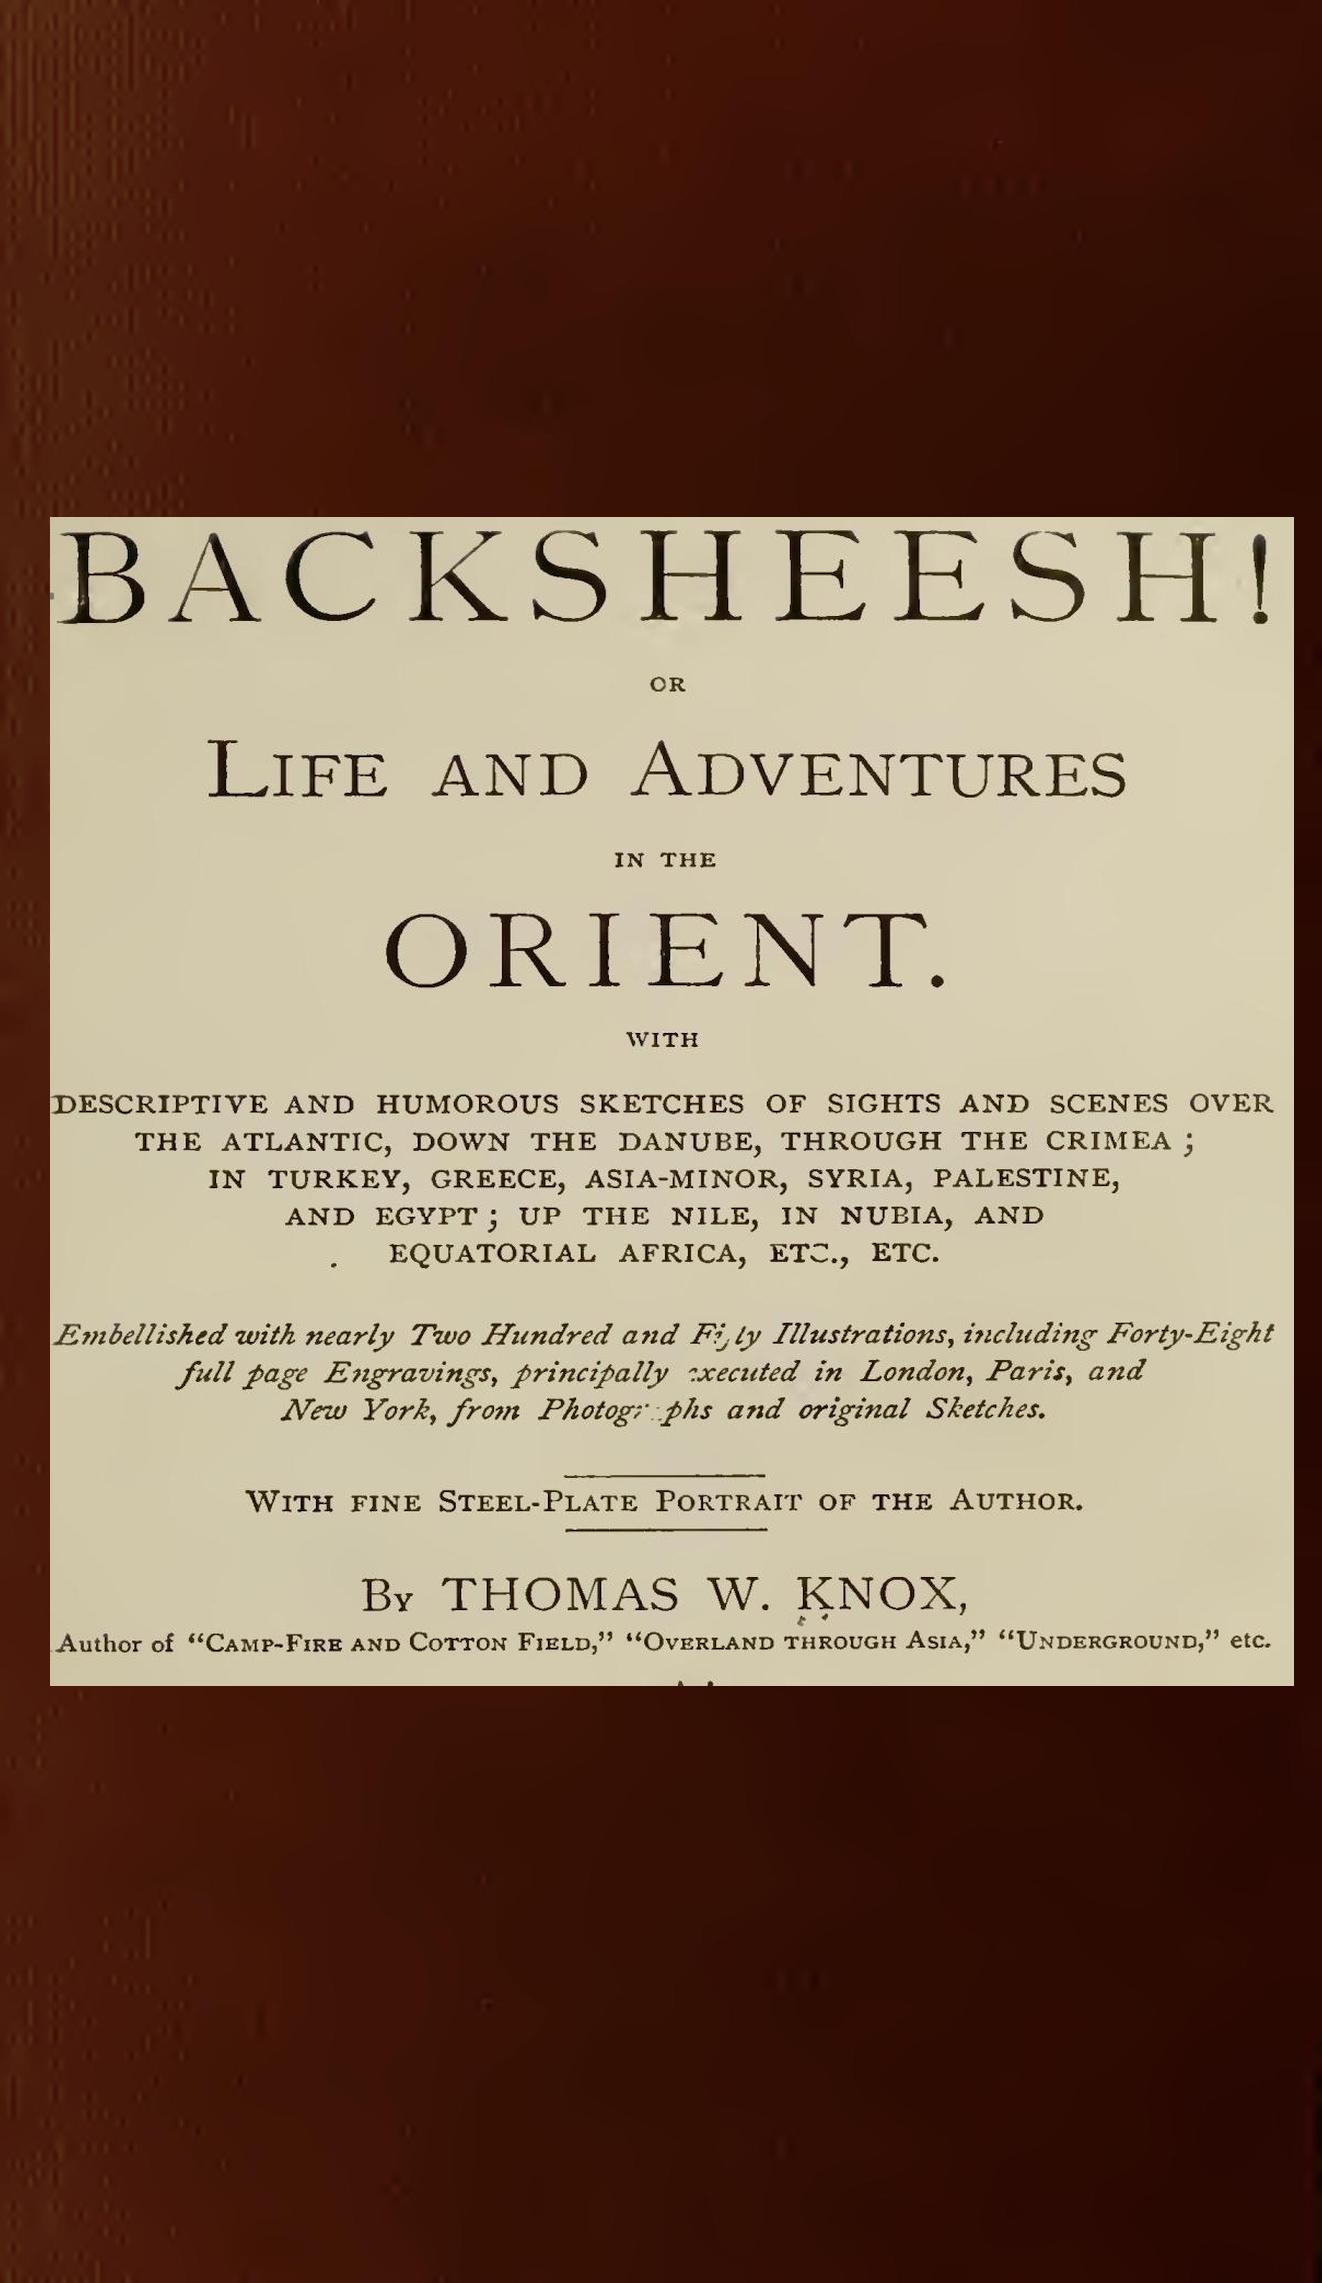 BACKSHEESH!
OR
LIFE AND ADVENTURES
IN THE
ORIENT.
WITH
DESCRIPTIVE AND HUMOROUS SKETCHES OF SIGHTS AND SCENES OVER
THE ATLANTIC, DOWN THE DANUBE, THROUGH THE CRIMEA ;
IN TURKEY, GREECE, ASIA-MINOR, SYRIA, PALESTINE,
AND EGYPT ; UP THE NILE, IN NUBIA, AND
EQUATORIAL AFRICA, ETC., ETC.
Embellished with nearly Two Hundred and Fifty Illustrations, including Forty-Eight
full page Engravings, principally executed in London, Paris, and
New York, from Photographs and original Sketches.
WITH FINE STEEL-PLATE PORTRAIT OF THE AUTHOR.
By THOMAS W. KNOX,
Author of “CAMP-FIRE AND COTTON FIELD,” “OVERLAND THROUGH ASIA,” “UNDERGROUND,” etc.